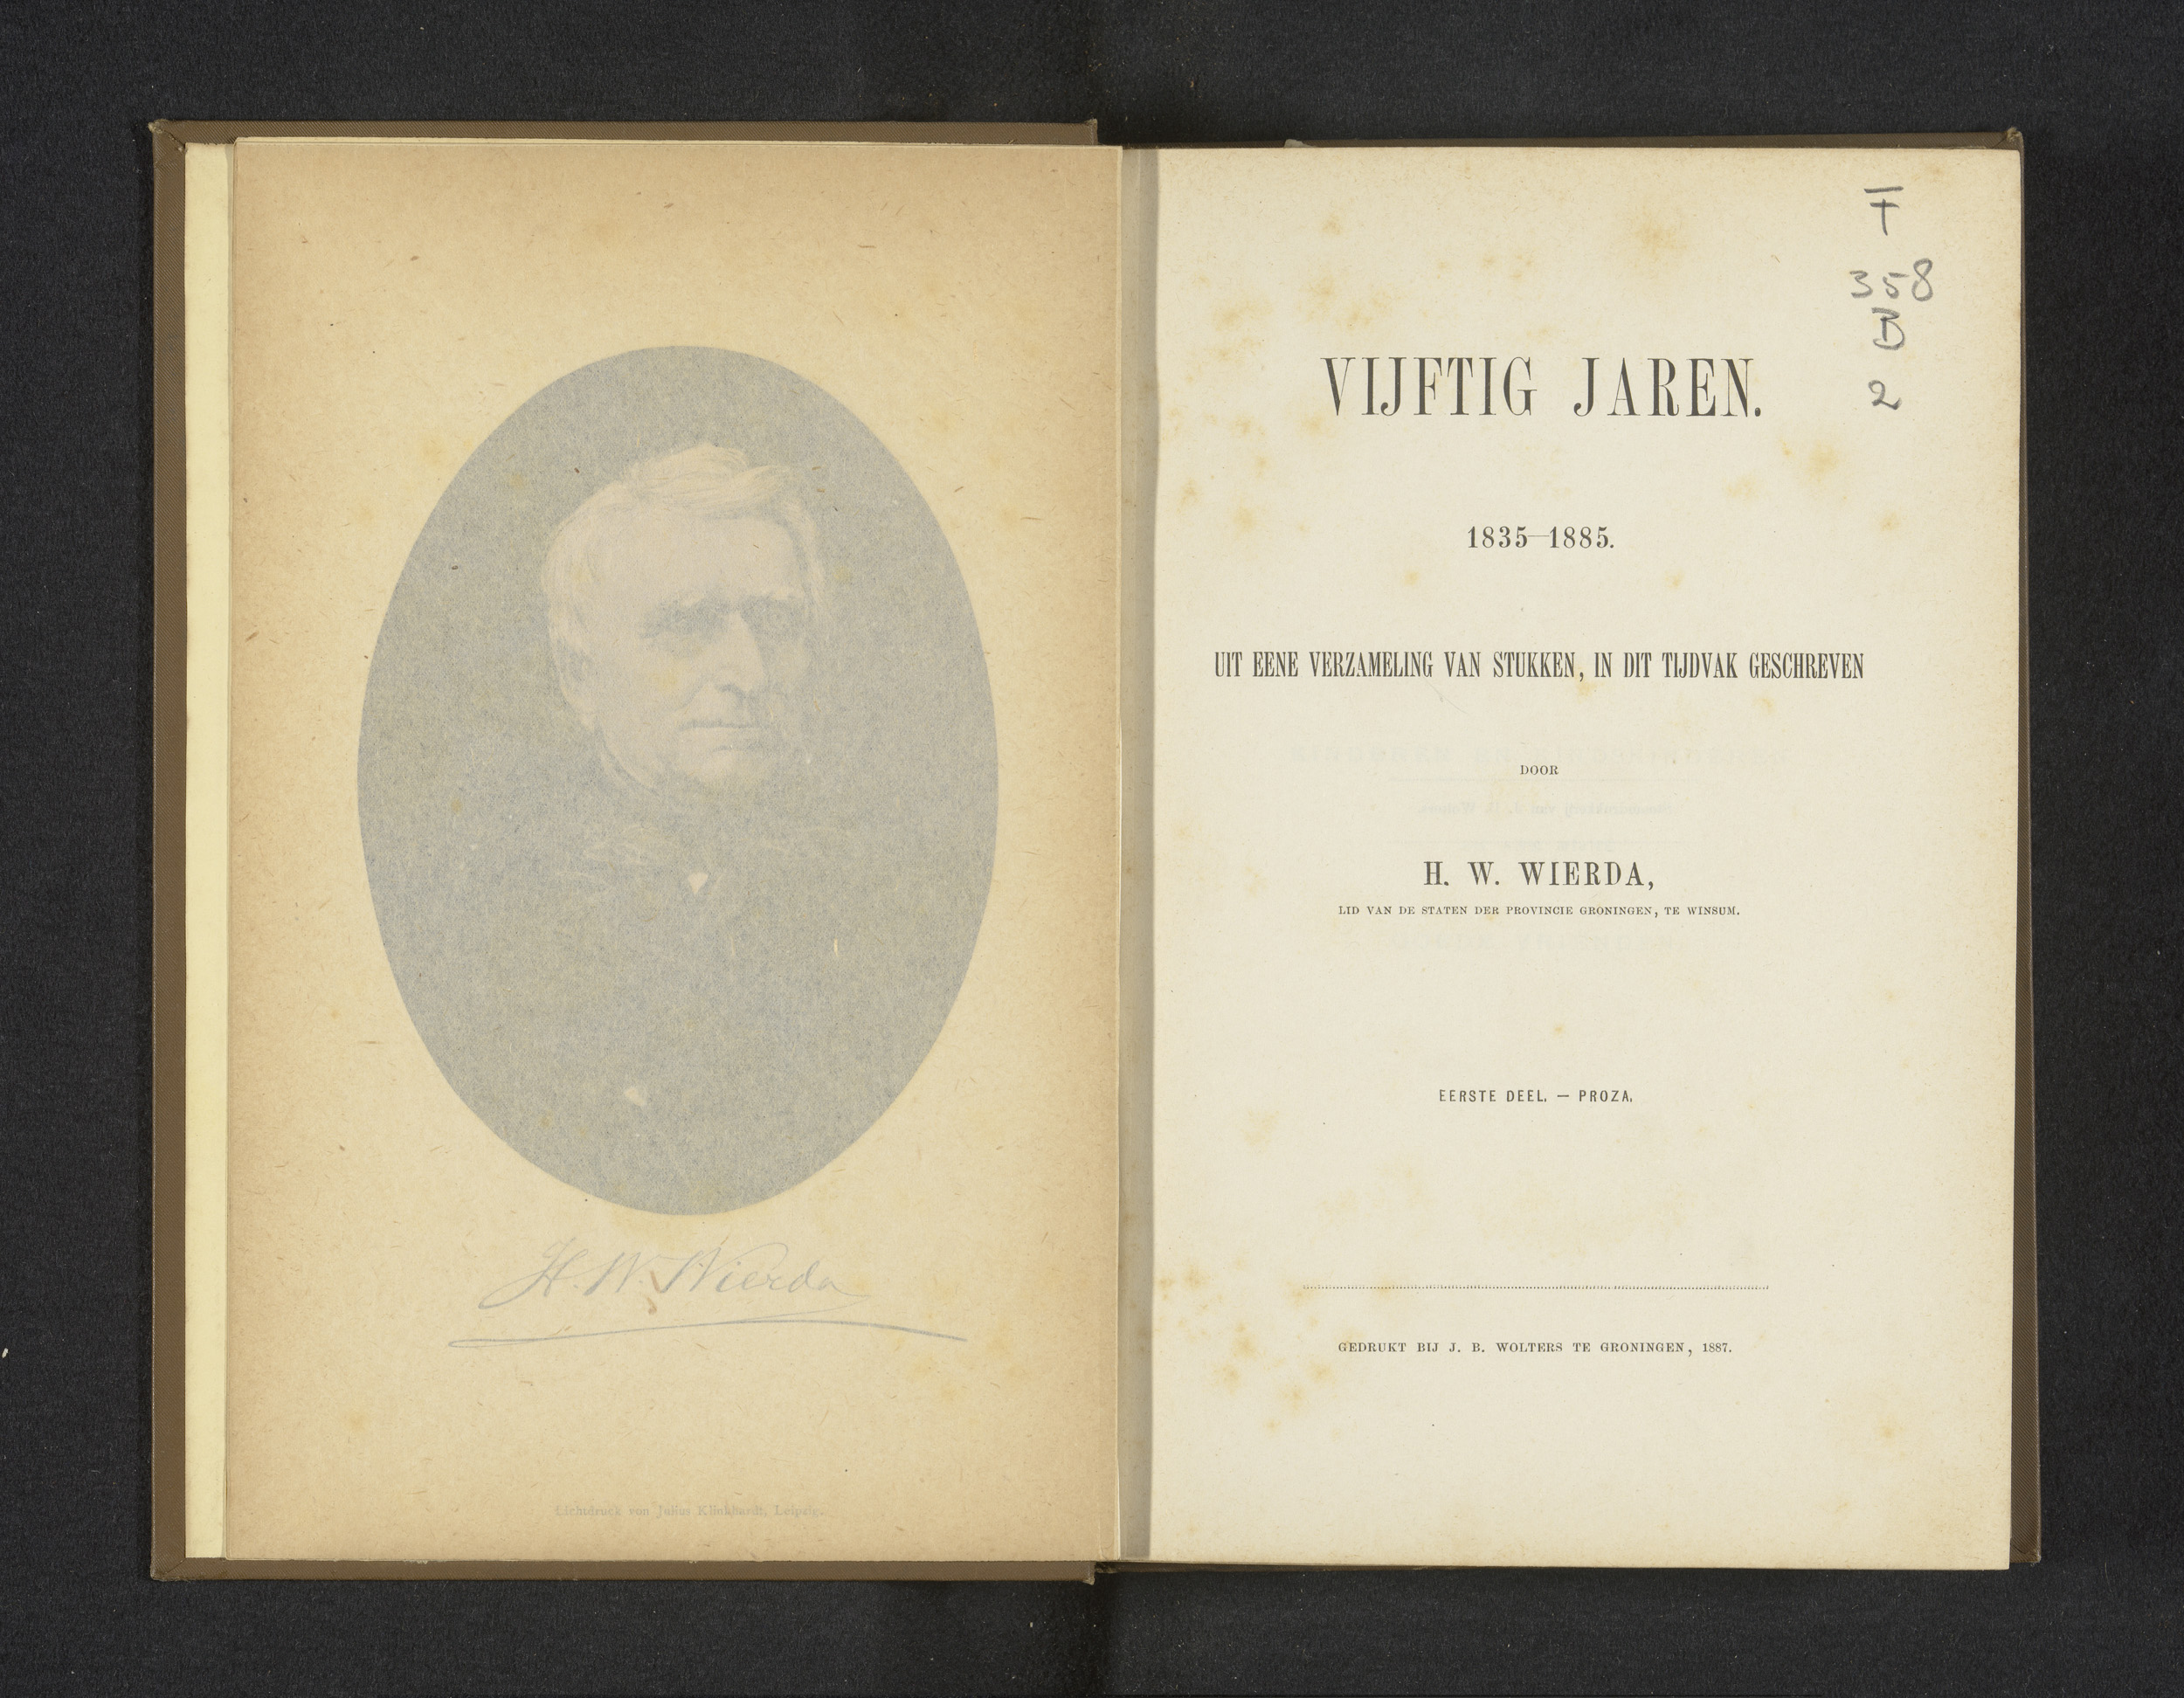 H. W. Wierda
Lichtdruck von Julius Klinkhardt, Leipzig.
T
358
B
2
VIJFTIG JAREN.
1835—1885.
UIT EENE VERZAMELING VAN STUKKEN, IN DIT TIJDVAK GESCHREVEN
DOOR
H. W. WIERDA,
LID VAN DE STATEN DER PROVINCIE GRONINGEN, TE WINSUM.
EERSTE DEEL. — PROZA.
GEDRUKT BIJ J. B. WOLTERS TE GRONINGEN, 1887.